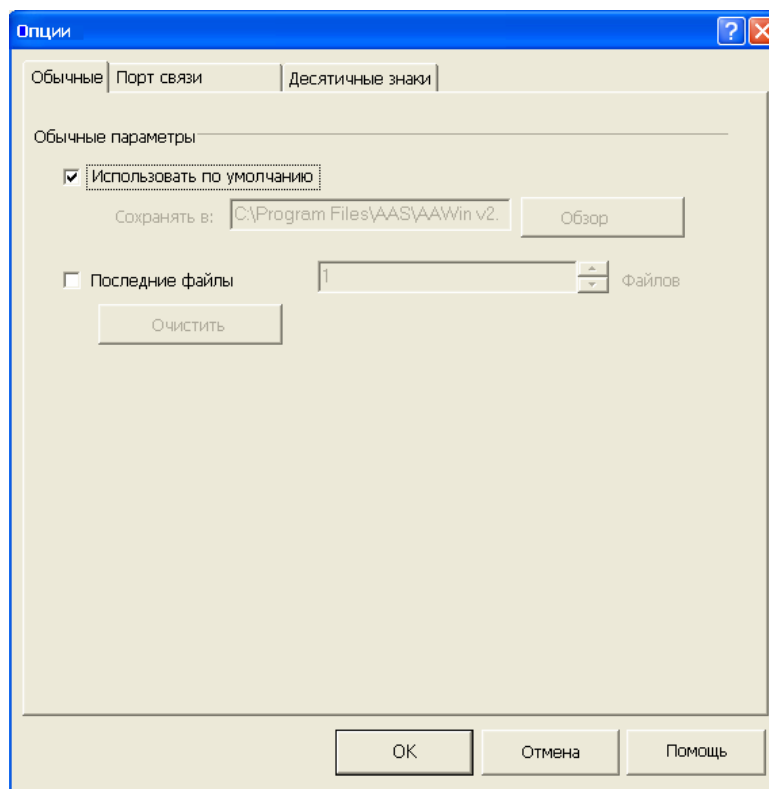 Опции
Обычные Порт связи Десятичные знаки
Обычные параметры
Использовать по умолчанию
Сохранять в: C:\Program Files\AAS\AAWin v2. Обзор
Последние файлы 1 Файлов
Очистить
OK Отмена Помощь